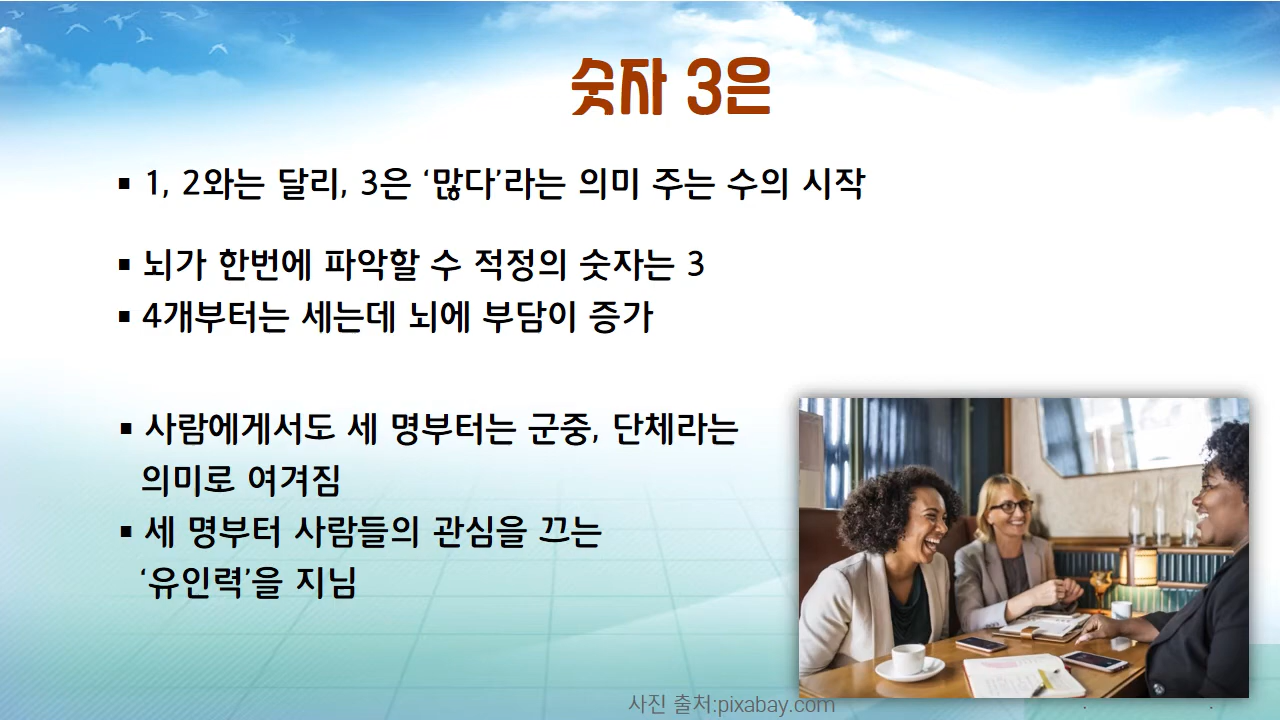 숫자 3은
▪ 1, 2와는 달리, 3은 ‘많다’라는 의미 주는 수의 시작
▪ 뇌가 한번에 파악할 수 적정의 숫자는 3
▪ 4개부터는 세는데 뇌에 부담이 증가
▪ 사람에게서도 세 명부터는 군중, 단체라는
의미로 여겨짐
▪ 세 명부터 사람들의 관심을 끄는
‘유인력’을 지님
사진 출처:pixabay.com